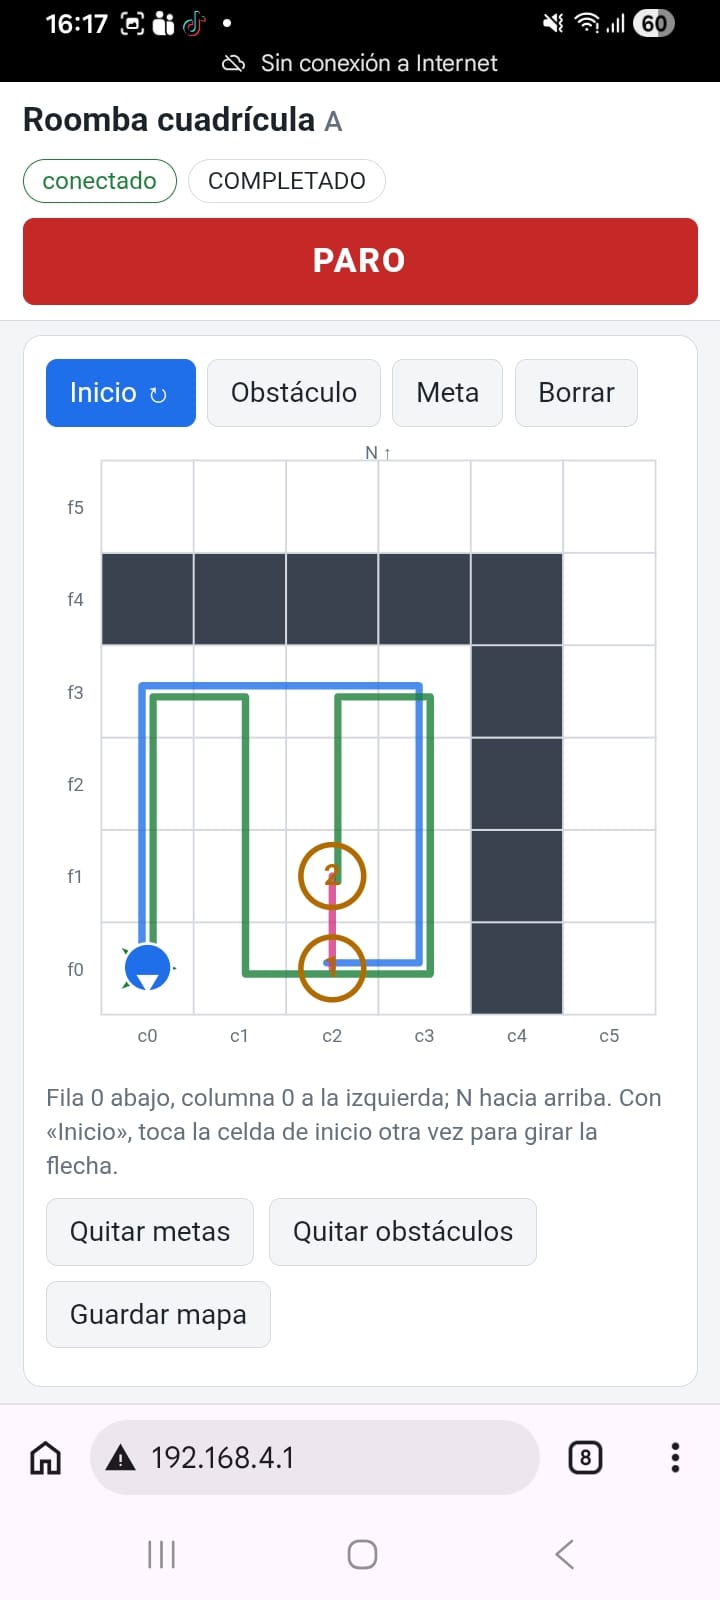 16:17
60
Sin conexión a Internet
Roomba cuadrícula A
conectado COMPLETADO
PARO
Inicio ↻ Obstáculo Meta Borrar
N ↑
f5
f4
f3
f2
f1 2
f0 1
c0 c1 c2 c3 c4 c5
Fila 0 abajo, columna 0 a la izquierda; N hacia arriba. Con
«Inicio», toca la celda de inicio otra vez para girar la
flecha.
Quitar metas Quitar obstáculos
Guardar mapa
192.168.4.1 8